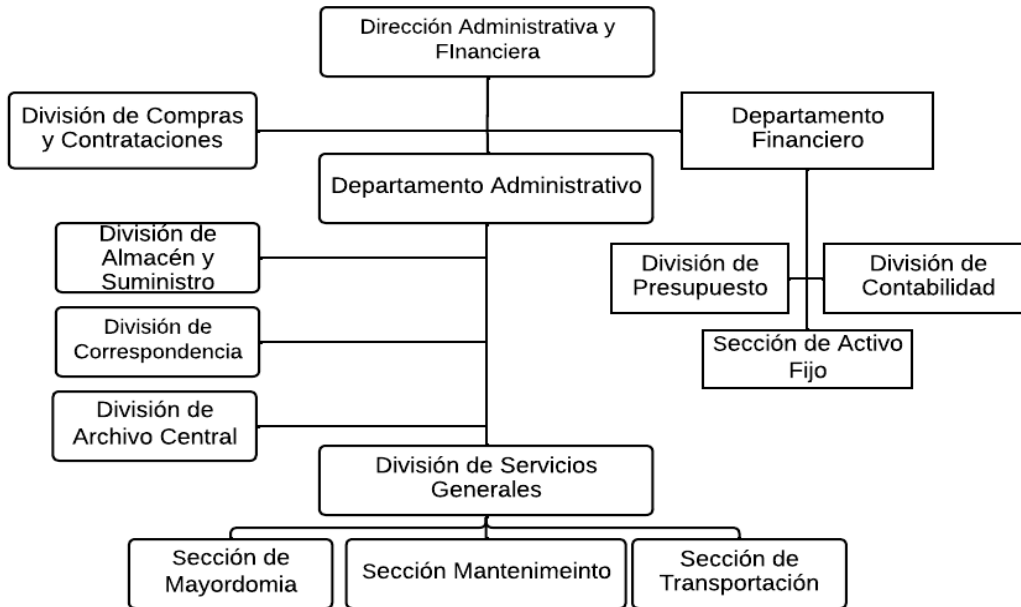 Dirección Administrativa y
FInanciera
División de Compras
y Contrataciones
Departamento
Financiero
Departamento Administrativo
División de
Almacén y
Suministro
División de
Presupuesto
División de
Contabilidad
División de
Correspondencia
Sección de Activo
Fijo
División de
Archivo Central
División de Servicios
Generales
Sección de
Mayordomia
Sección Mantenimeinto
Sección de
Transportación